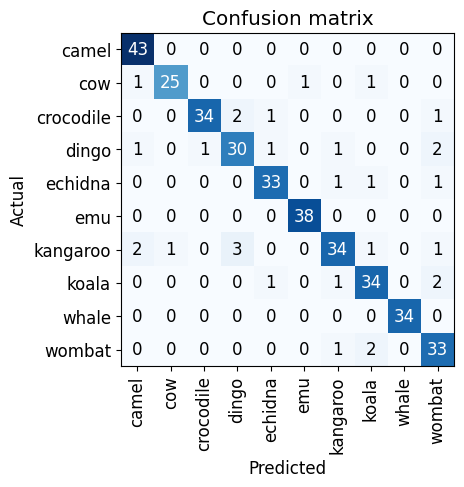 Confusion matrix
Actual
camel 43 0 0 0 0 0 0 0 0 0
cow 1 25 0 0 0 1 0 1 0 0
crocodile 0 0 34 2 1 0 0 0 0 1
dingo 1 0 1 30 1 0 1 0 0 2
echidna 0 0 0 0 33 0 1 1 0 1
emu 0 0 0 0 0 38 0 0 0 0
kangaroo 2 1 0 3 0 0 34 1 0 1
koala 0 0 0 0 1 0 1 34 0 2
whale 0 0 0 0 0 0 0 0 34 0
wombat 0 0 0 0 0 0 1 2 0 33
camel cow crocodile dingo echidna emu kangaroo koala whale wombat
Predicted